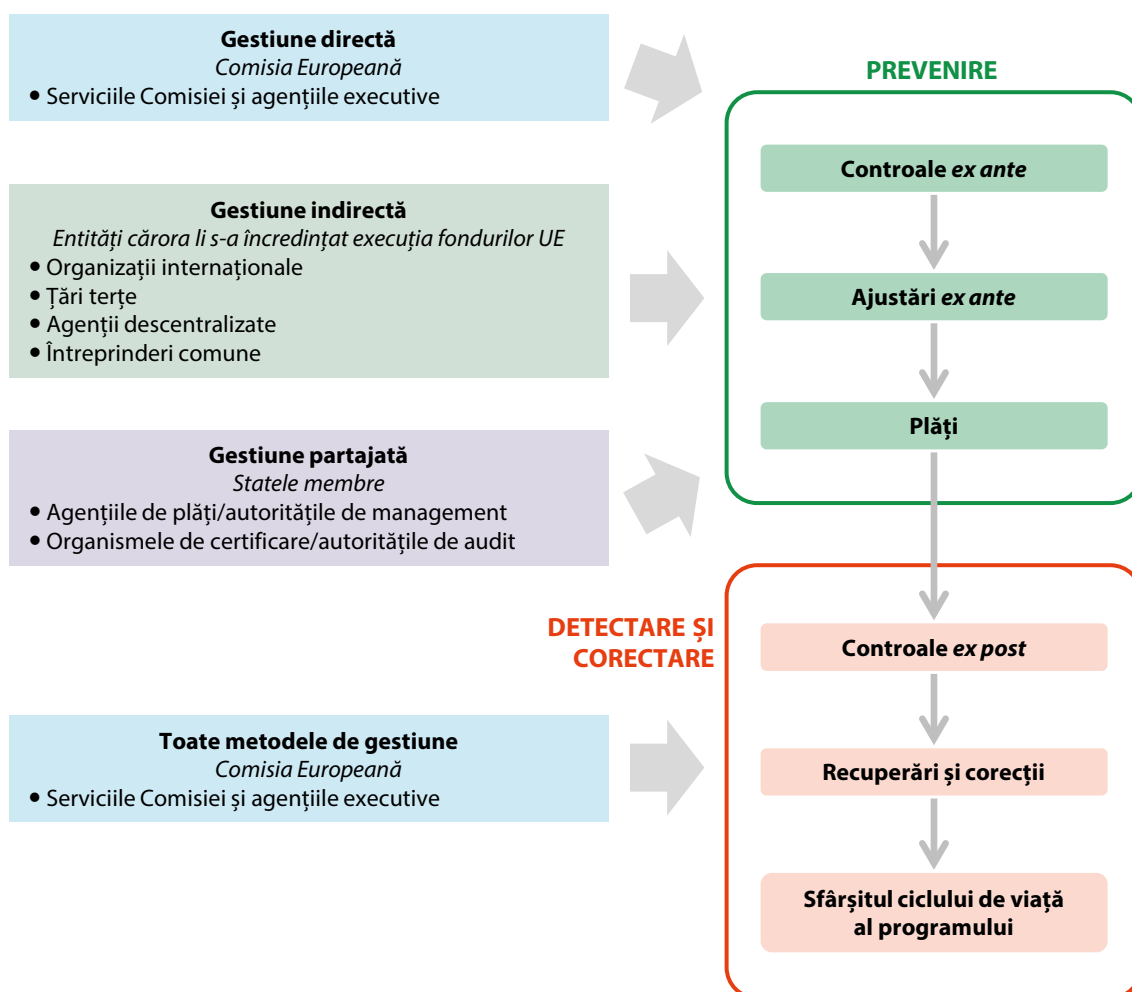 Gestiune directă
Comisia Europeană
• Serviciile Comisiei și agențiile executive
Gestiune indirectă
Entități cărora li s-a încredințat execuția fondurilor UE
• Organizații internaționale
• Țări terțe
• Agenții descentralizate
• Întreprinderi comune
Gestiune partajată
Statele membre
• Agențiile de plăți/autoritățile de management
• Organismele de certificare/autoritățile de audit
Toate metodele de gestiune
Comisia Europeană
• Serviciile Comisiei și agențiile executive
PREVENIRE
Controale ex ante
Ajustări ex ante
Plăți
DETECTARE ȘI
CORECTARE
Controale ex post
Recuperări și corecții
Sfârșitul ciclului de viață
al programului